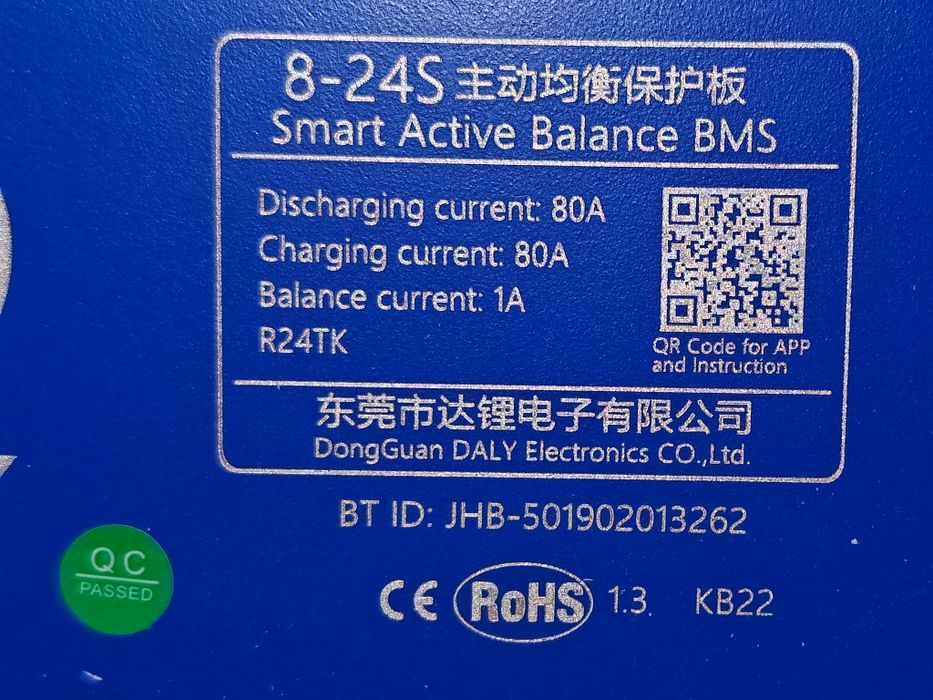 8-24S 主动均衡保护板
Smart Active Balance BMS
Discharging current: 80A
Charging current: 80A
Balance current: 1A
R24TK
QR Code for APP
and Instruction
东莞市达锂电子有限公司
DongGuan DALY Electronics CO.,Ltd.
BT ID: JHB-501902013262
QC
PASSED
CE RoHS 1.3. KB22